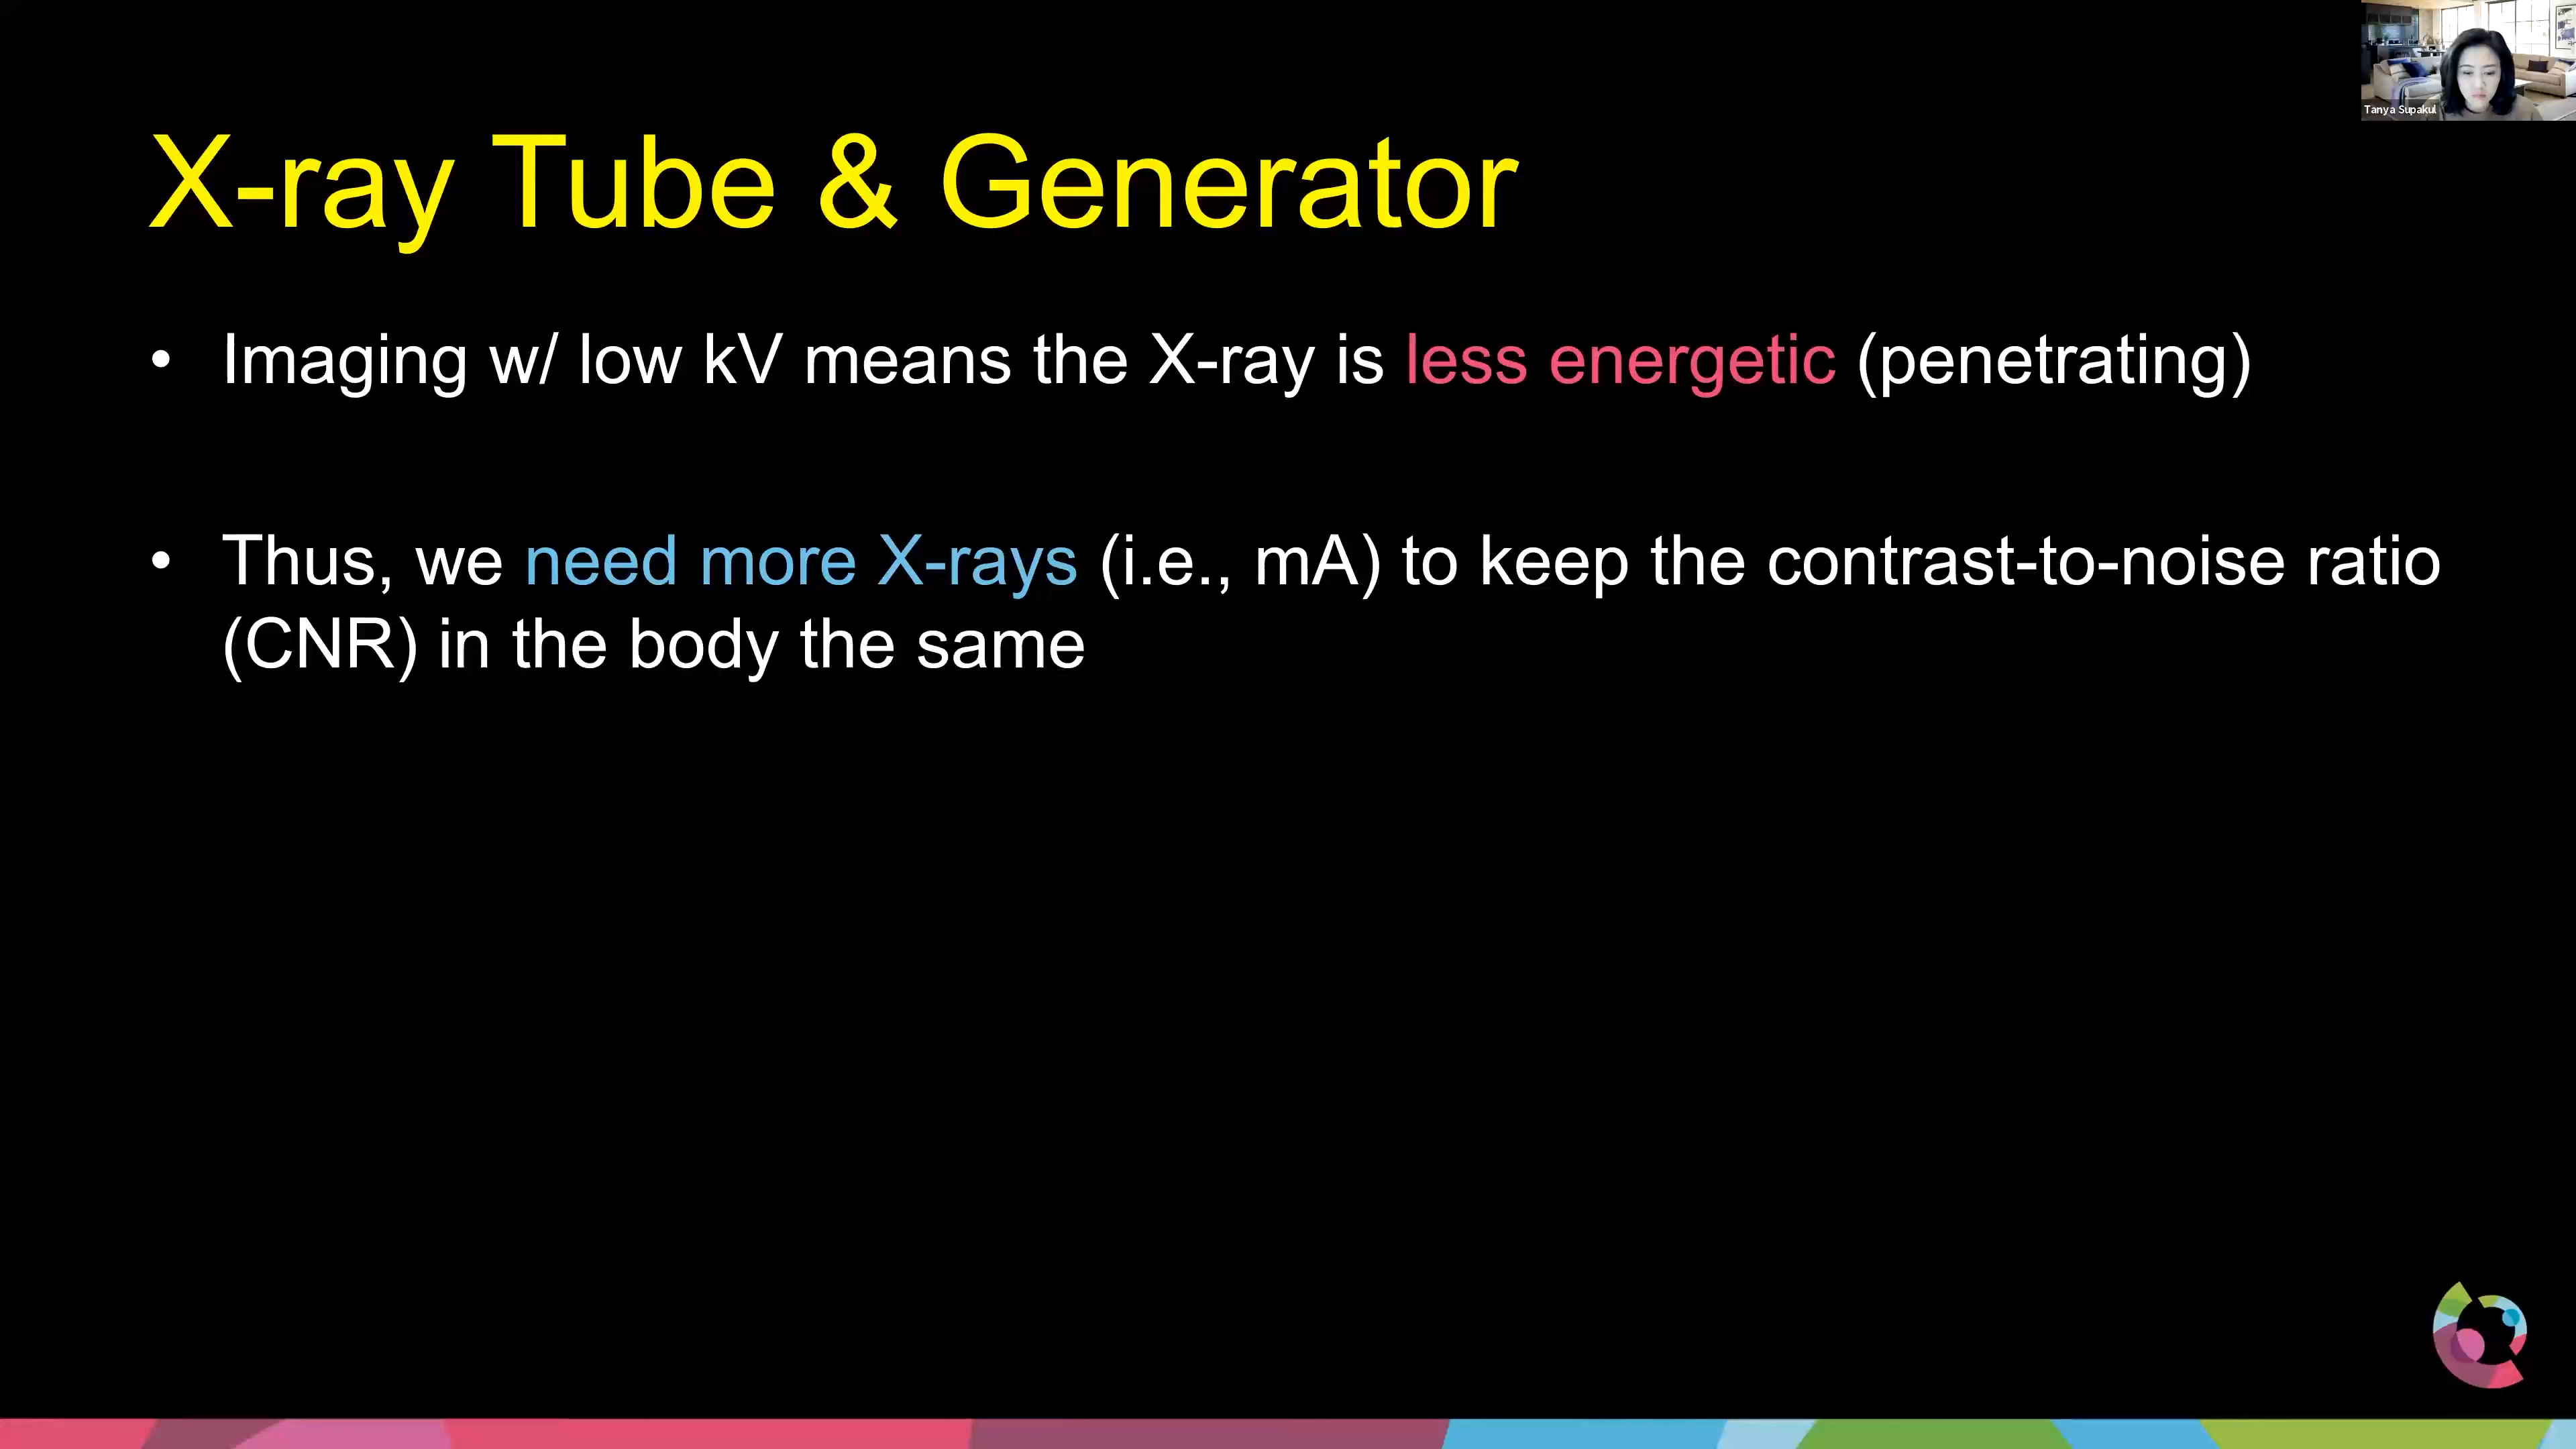 Tanya Supakul
X-ray Tube & Generator
• Imaging w/ low kV means the X-ray is less energetic (penetrating)
• Thus, we need more X-rays (i.e., mA) to keep the contrast-to-noise ratio
(CNR) in the body the same